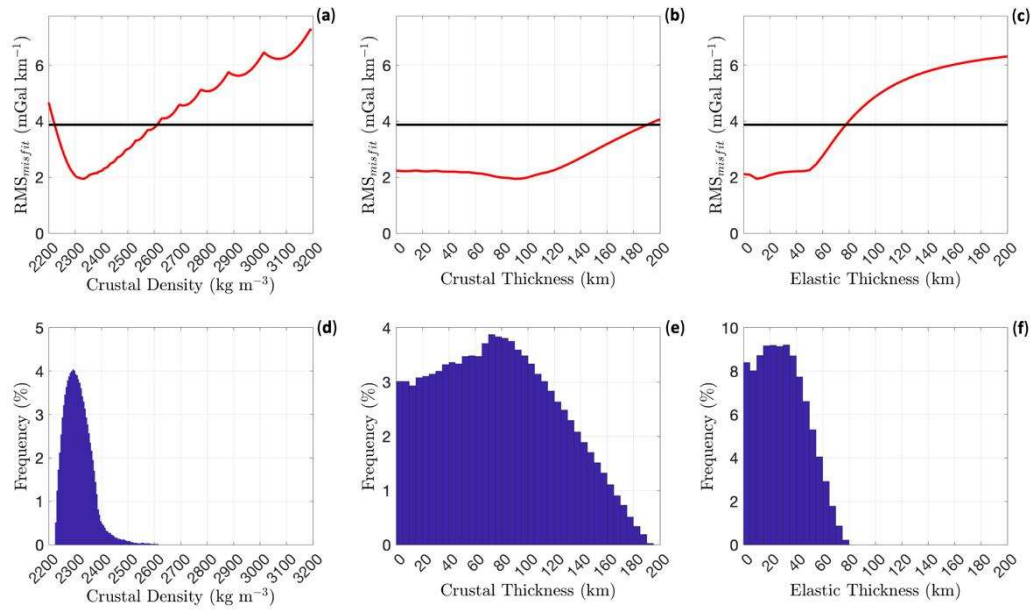 (a)
RMS_misfit (mGal km⁻¹)
6
4
2
0
2200 2300 2400 2500 2600 2700 2800 2900 3000 3100 3200
Crustal Density (kg m⁻³)
(b)
RMS_misfit (mGal km⁻¹)
6
4
2
0
0 20 40 60 80 100 120 140 160 180 200
Crustal Thickness (km)
(c)
RMS_misfit (mGal km⁻¹)
6
4
2
0
0 20 40 60 80 100 120 140 160 180 200
Elastic Thickness (km)
(d)
Frequency (%)
5
4
3
2
1
0
2200 2300 2400 2500 2600 2700 2800 2900 3000 3100 3200
Crustal Density (kg m⁻³)
(e)
Frequency (%)
4
3
2
1
0
0 20 40 60 80 100 120 140 160 180 200
Crustal Thickness (km)
(f)
Frequency (%)
10
8
6
4
2
0
0 20 40 60 80 100 120 140 160 180 200
Elastic Thickness (km)